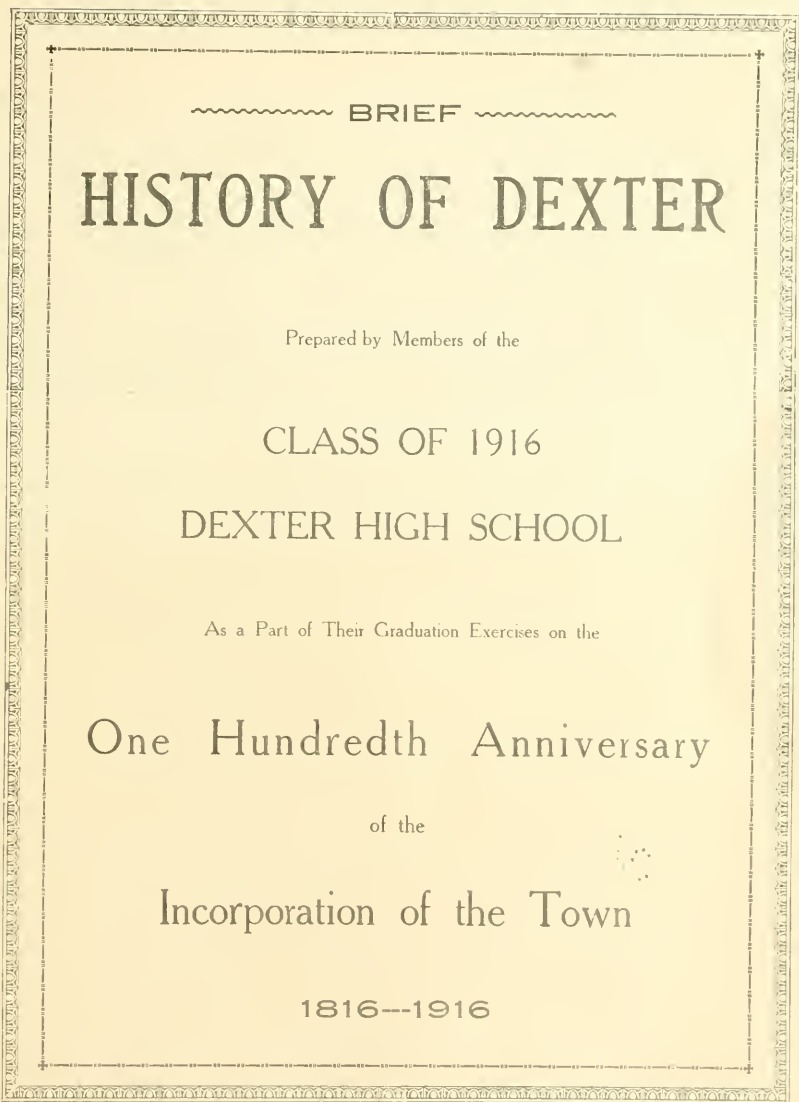 BRIEF
HISTORY OF DEXTER
Prepared by Members of the
CLASS OF 1916
DEXTER HIGH SCHOOL
As a Part of Their Graduation Exercises on the
One Hundredth Anniversary
of the
Incorporation of the Town
1816---1916